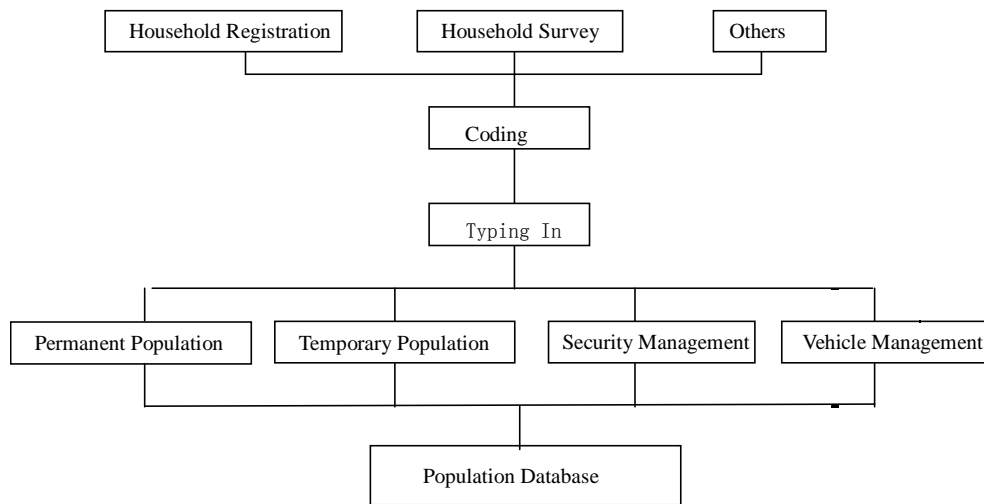 Household Registration
Household Survey
Others
Coding
Typing In
Permanent Population
Temporary Population
Security Management
Vehicle Management
Population Database